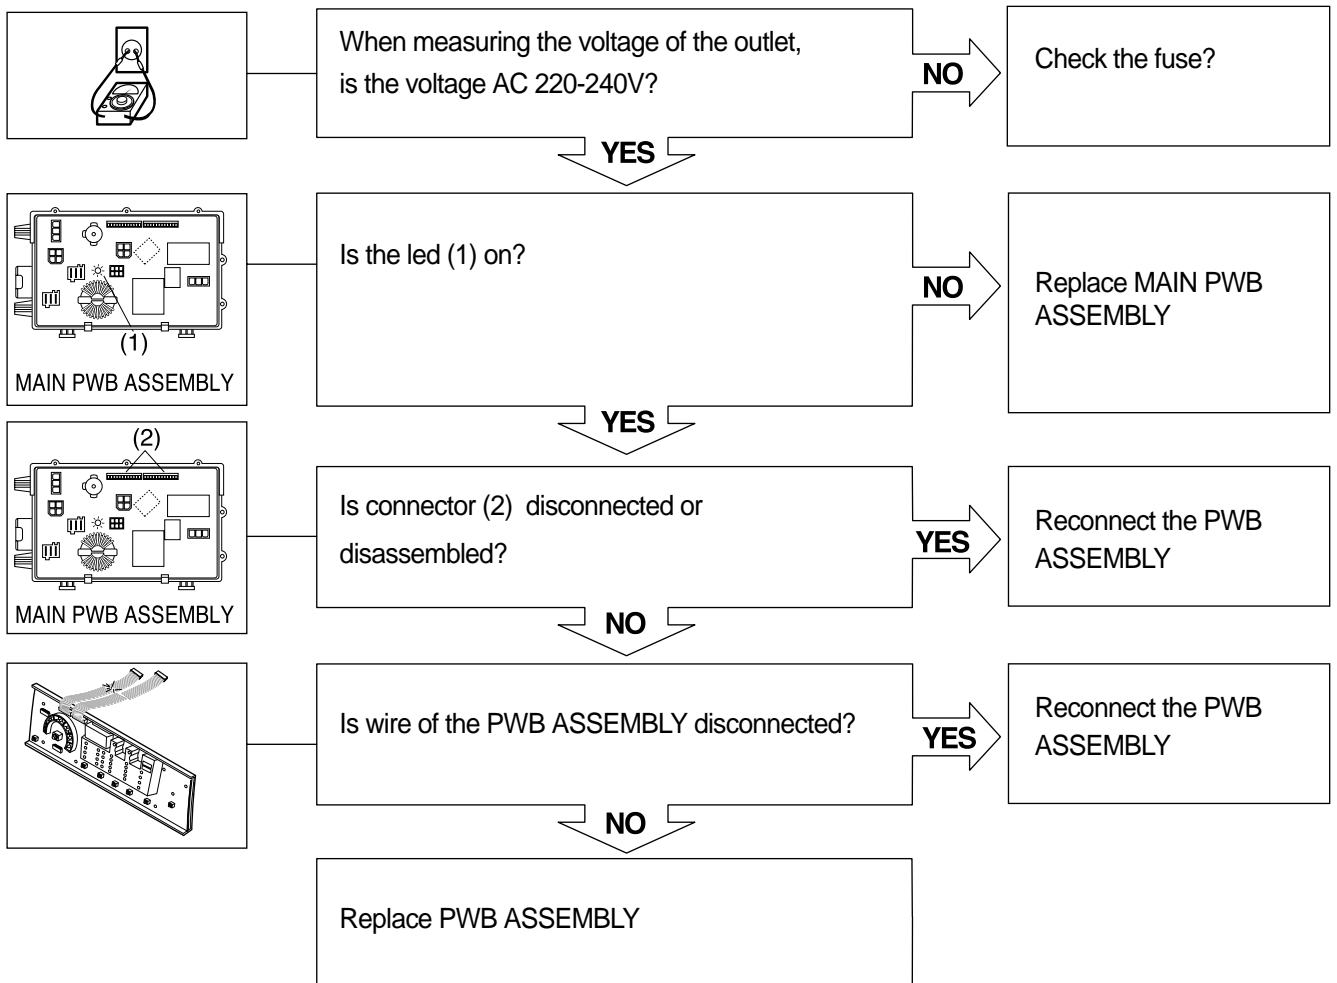 When measuring the voltage of the outlet,
is the voltage AC 220-240V?
NO
Check the fuse?
YES
(1)
MAIN PWB ASSEMBLY
Is the led (1) on?
NO
Replace MAIN PWB
ASSEMBLY
YES
(2)
MAIN PWB ASSEMBLY
Is connector (2) disconnected or
disassembled?
YES
Reconnect the PWB
ASSEMBLY
NO
Is wire of the PWB ASSEMBLY disconnected?
YES
Reconnect the PWB
ASSEMBLY
NO
Replace PWB ASSEMBLY